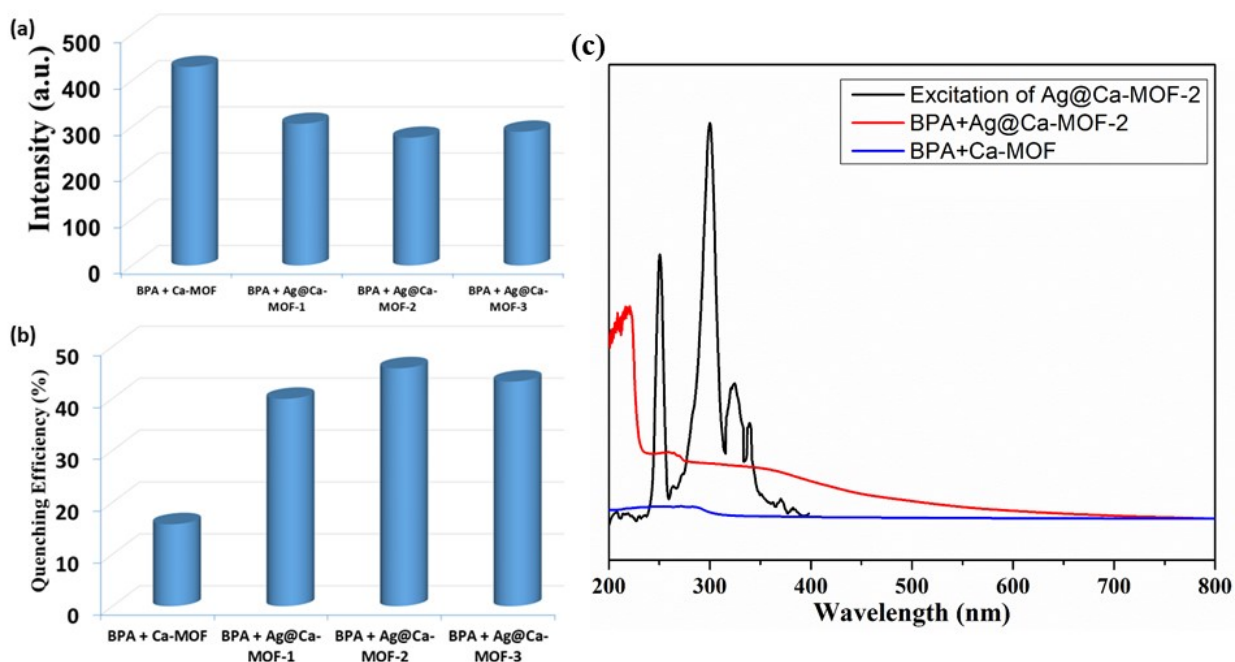 (a)
Intensity (a.u.)
500
400
300
200
100
0
BPA + Ca-MOF
BPA + Ag@Ca-
MOF-1
BPA + Ag@Ca-
MOF-2
BPA + Ag@Ca-
MOF-3
(b)
Quenching Efficiency (%)
50
40
30
20
10
0
BPA + Ca-MOF
BPA + Ag@Ca-
MOF-1
BPA + Ag@Ca-
MOF-2
BPA + Ag@Ca-
MOF-3
(c)
Excitation of Ag@Ca-MOF-2
BPA+Ag@Ca-MOF-2
BPA+Ca-MOF
200 300 400 500 600 700 800
Wavelength (nm)